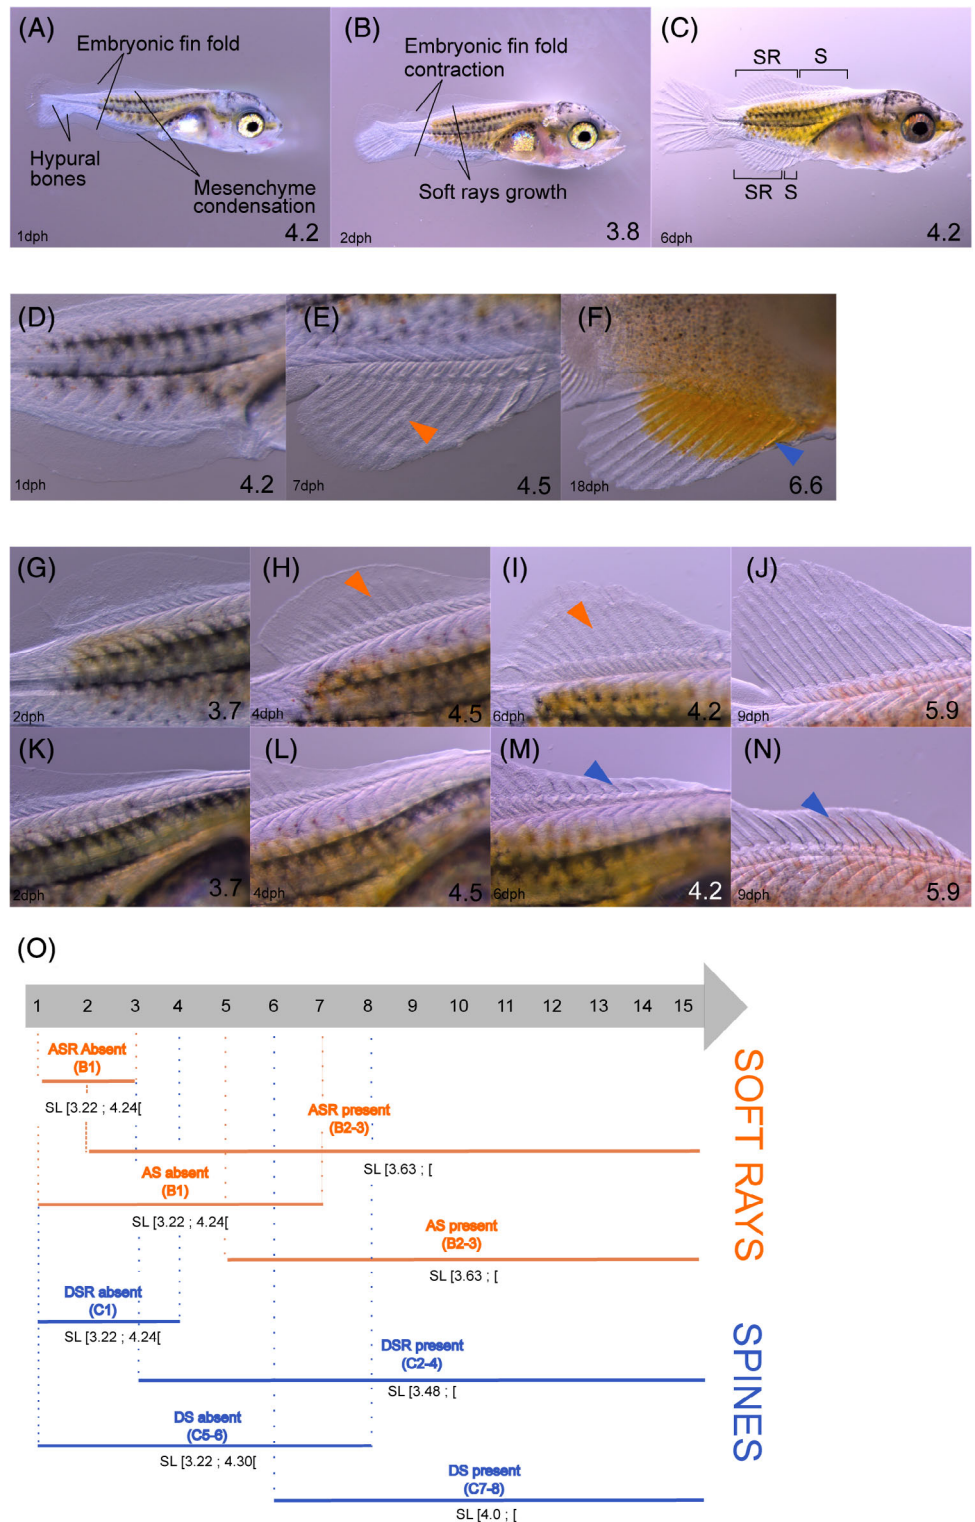 (A)
Embryonic fin fold
Hypural
bones
Mesenchyme
condensation
1dph
4.2
(B)
Embryonic fin fold
contraction
Soft rays growth
2dph
3.8
(C)
SR
S
SR
S
6dph
4.2
(D)
1dph
4.2
(E)
7dph
4.5
(F)
18dph
6.6
(G)
2dph
3.7
(H)
4dph
4.5
(I)
6dph
4.2
(J)
9dph
5.9
(K)
2dph
3.7
(L)
4dph
4.5
(M)
6dph
4.2
(N)
9dph
5.9
(O)
1 2 3 4 5 6 7 8 9 10 11 12 13 14 15
ASR Absent
(B1)
SL [3.22 ; 4.24[
ASR present
(B2-3)
SL [3.63 ; [
AS absent
(B1)
SL [3.22 ; 4.24[
AS present
(B2-3)
SL [3.63 ; [
DSR absent
(C1)
SL [3.22 ; 4.24[
DSR present
(C2-4)
SL [3.48 ; [
DS absent
(C5-6)
SL [3.22 ; 4.30[
DS present
(C7-8)
SL [4.0 ; [
SOFT RAYS
SPINES